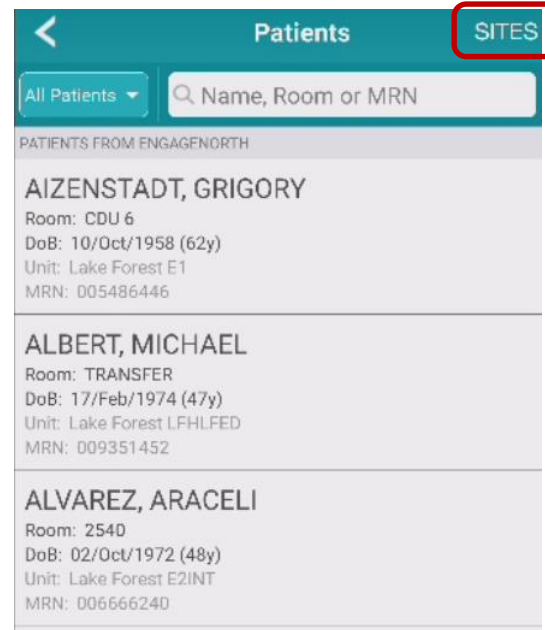 Patients SITES
All Patients Name, Room or MRN
PATIENTS FROM ENGAGENORTH
AIZENSTADT, GRIGORY
Room: CDU 6
DoB: 10/Oct/1958 (62y)
Unit: Lake Forest E1
MRN: 005486446
ALBERT, MICHAEL
Room: TRANSFER
DoB: 17/Feb/1974 (47y)
Unit: Lake Forest LFHLFED
MRN: 009351452
ALVAREZ, ARACELI
Room: 2540
DoB: 02/Oct/1972 (48y)
Unit: Lake Forest E2INT
MRN: 006666240